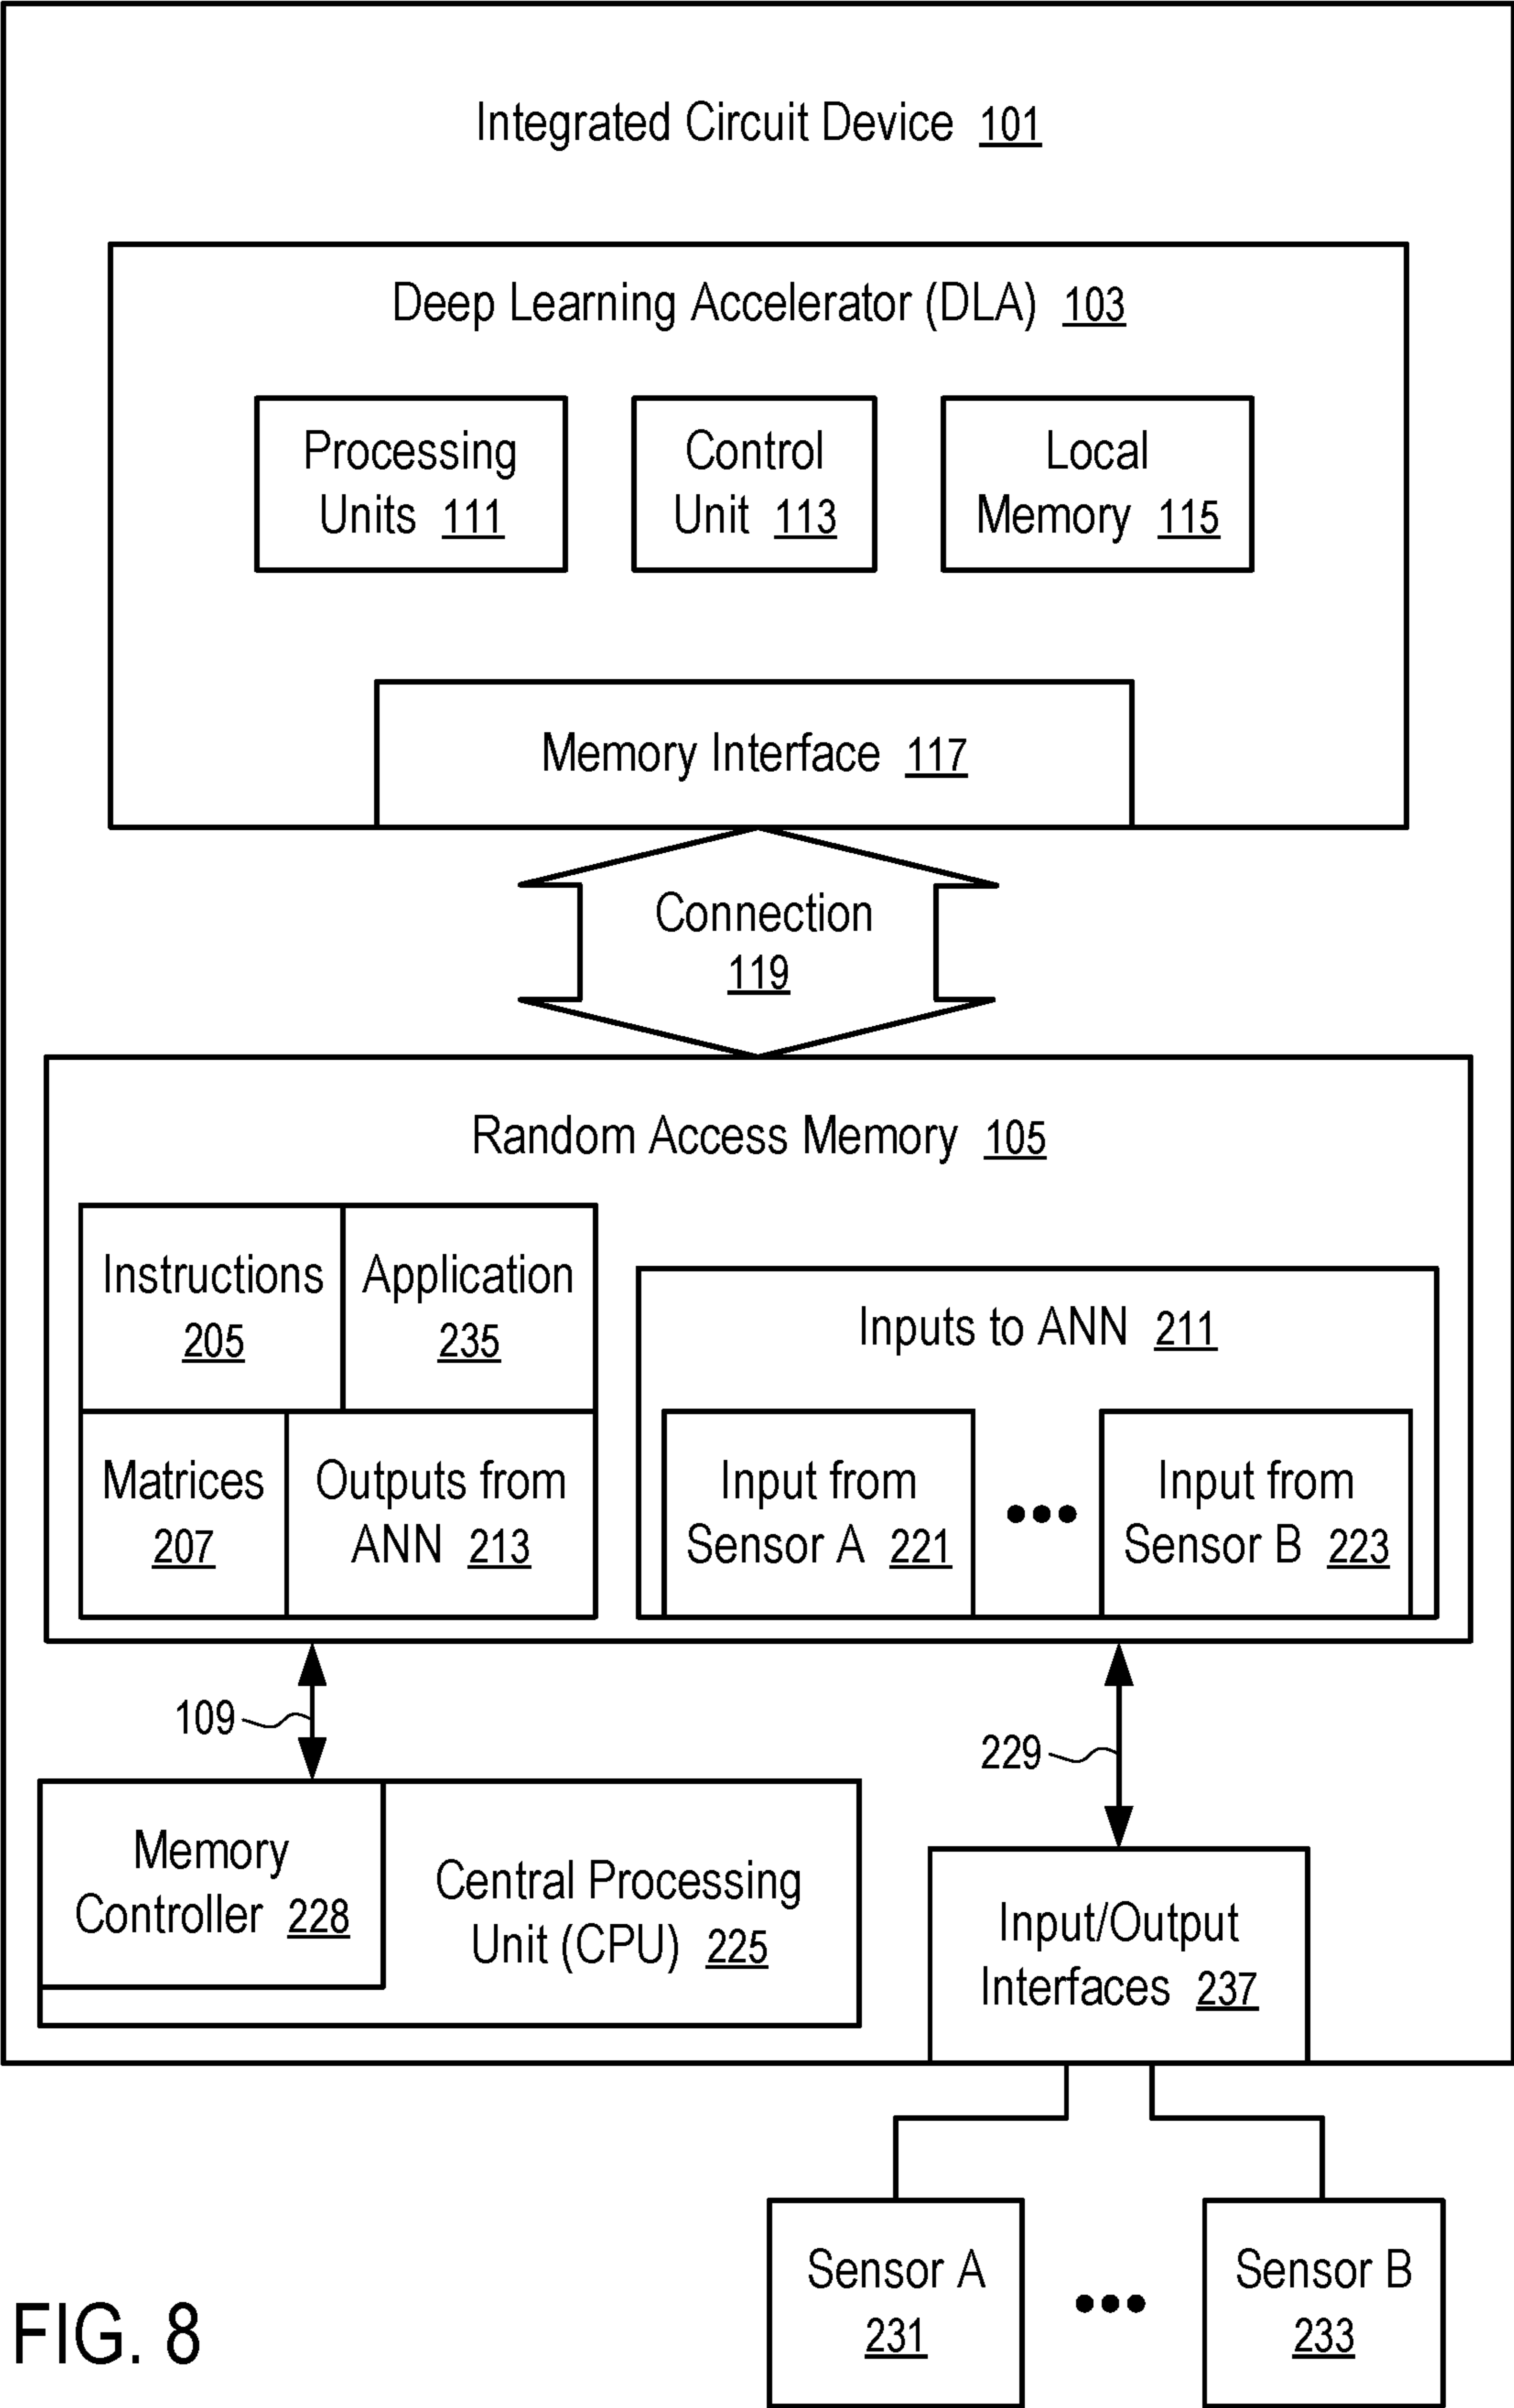 Integrated Circuit Device 101
Deep Learning Accelerator (DLA) 103
Processing
Units 111
Control
Unit 113
Local
Memory 115
Memory Interface 117
Connection
119
Random Access Memory 105
Instructions
205
Application
235
Matrices
207
Outputs from
ANN 213
Inputs to ANN 211
Input from
Sensor A 221
Input from
Sensor B 223
109
229
Memory
Controller 228
Central Processing
Unit (CPU) 225
Input/Output
Interfaces 237
Sensor A
231
Sensor B
233
FIG. 8